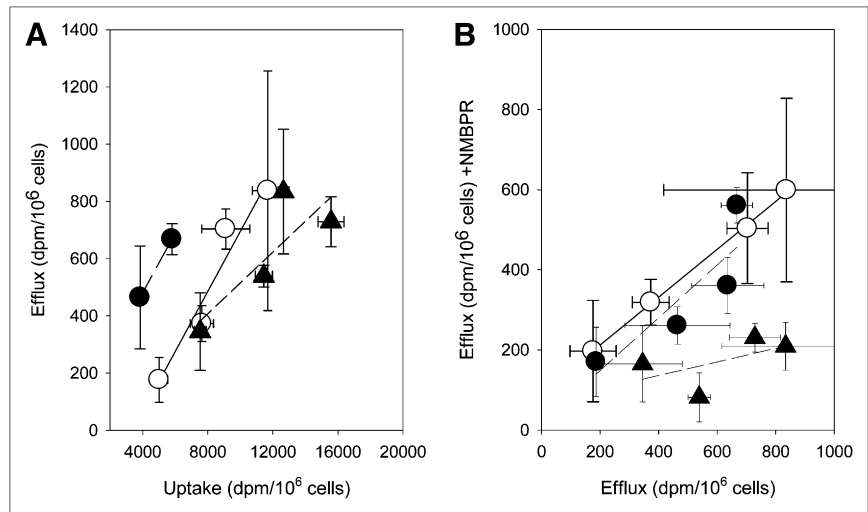 A
1400
1200
1000
800
600
400
200
0
4000 8000 12000 16000 20000
Efflux (dpm/10⁶ cells)
Uptake (dpm/10⁶ cells)
B
1000
800
600
400
200
0
0 200 400 600 800 1000
Efflux (dpm/10⁶ cells) +NMBPR
Efflux (dpm/10⁶ cells)